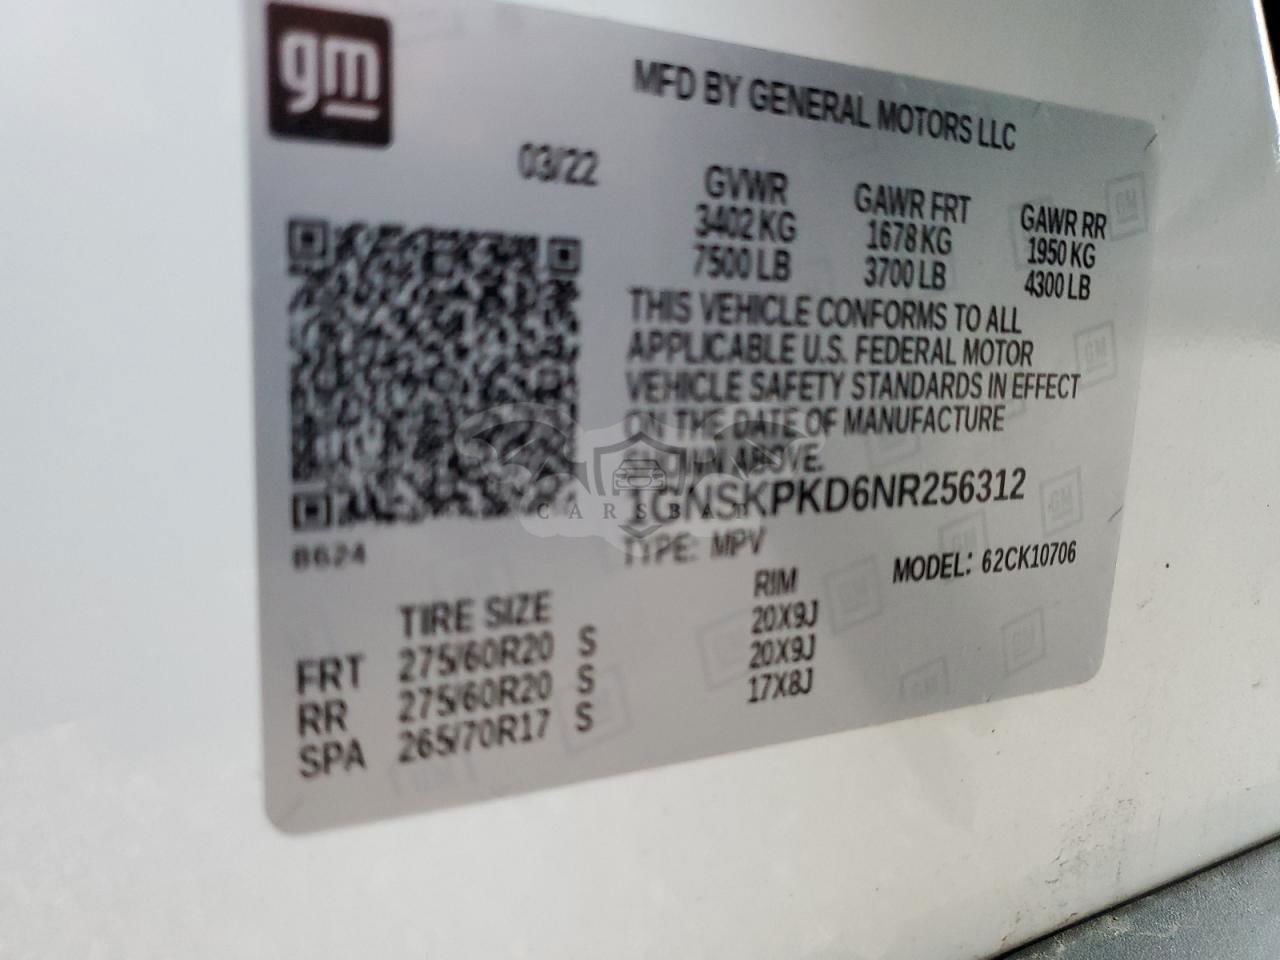 gm
MFD BY GENERAL MOTORS LLC
03/22
GVWR GAWR FRT GAWR RR
3402 KG 1678 KG 1950 KG
7500 LB 3700 LB 4300 LB
THIS VEHICLE CONFORMS TO ALL
APPLICABLE U.S. FEDERAL MOTOR
VEHICLE SAFETY STANDARDS IN EFFECT
ON THE DATE OF MANUFACTURE
SHOWN ABOVE.
1GNSKPKD6NR256312
CARSBAT
8624
TYPE: MPV MODEL: 62CK10706
TIRE SIZE RIM
FRT 275/60R20 S 20X9J
RR 275/60R20 S 20X9J
SPA 265/70R17 S 17X8J